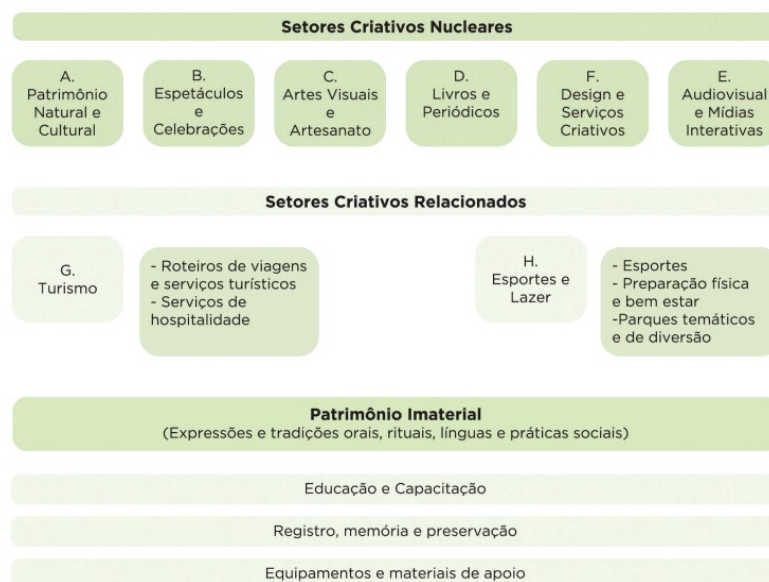 Setores Criativos Nucleares
A.
Patrimônio
Natural e
Cultural
B.
Espetáculos
e
Celebrações
C.
Artes Visuais
e
Artesanato
D.
Livros e
Periódicos
F.
Design e
Serviços
Criativos
E.
Audiovisual
e Mídias
Interativas
Setores Criativos Relacionados
G.
Turismo
- Roteiros de viagens
e serviços turísticos
- Serviços de
hospitalidade
H.
Esportes e
Lazer
- Esportes
- Preparação física
e bem estar
-Parques temáticos
e de diversão
Patrimônio Imaterial
(Expressões e tradições orais, rituais, línguas e práticas sociais)
Educação e Capacitação
Registro, memória e preservação
Equipamentos e materiais de apoio